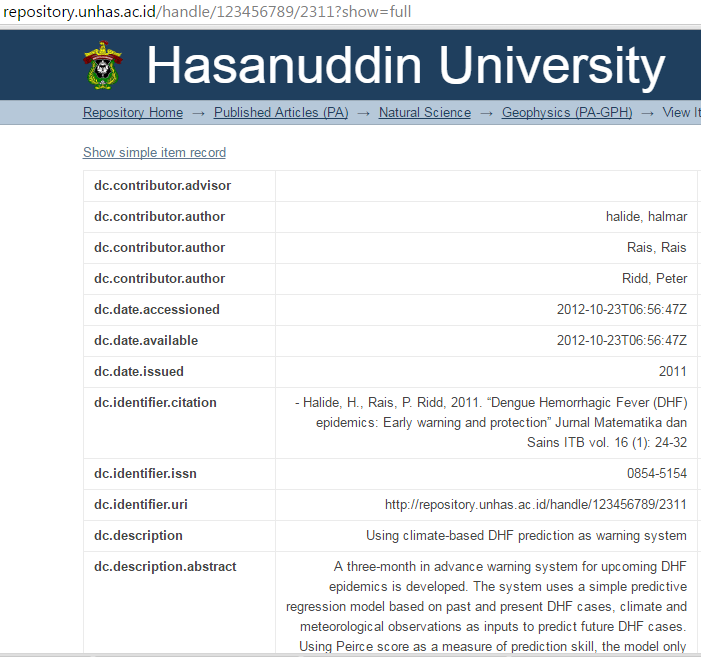 repository.unhas.ac.id/handle/123456789/2311?show=full
Hasanuddin University
Repository Home → Published Articles (PA) → Natural Science → Geophysics (PA-GPH) → View It
Show simple item record
dc.contributor.advisor
dc.contributor.author halide, halmar
dc.contributor.author Rais, Rais
dc.contributor.author Ridd, Peter
dc.date.accessioned 2012-10-23T06:56:47Z
dc.date.available 2012-10-23T06:56:47Z
dc.date.issued 2011
dc.identifier.citation - Halide, H., Rais, P. Ridd, 2011. “Dengue Hemorrhagic Fever (DHF)
epidemics: Early warning and protection” Jurnal Matematika dan
Sains ITB vol. 16 (1): 24-32
dc.identifier.issn 0854-5154
dc.identifier.uri http://repository.unhas.ac.id/handle/123456789/2311
dc.description Using climate-based DHF prediction as warning system
dc.description.abstract A three-month in advance warning system for upcoming DHF
epidemics is developed. The system uses a simple predictive
regression model based on past and present DHF cases, climate and
meteorological observations as inputs to predict future DHF cases.
Using Peirce score as a measure of prediction skill, the model only